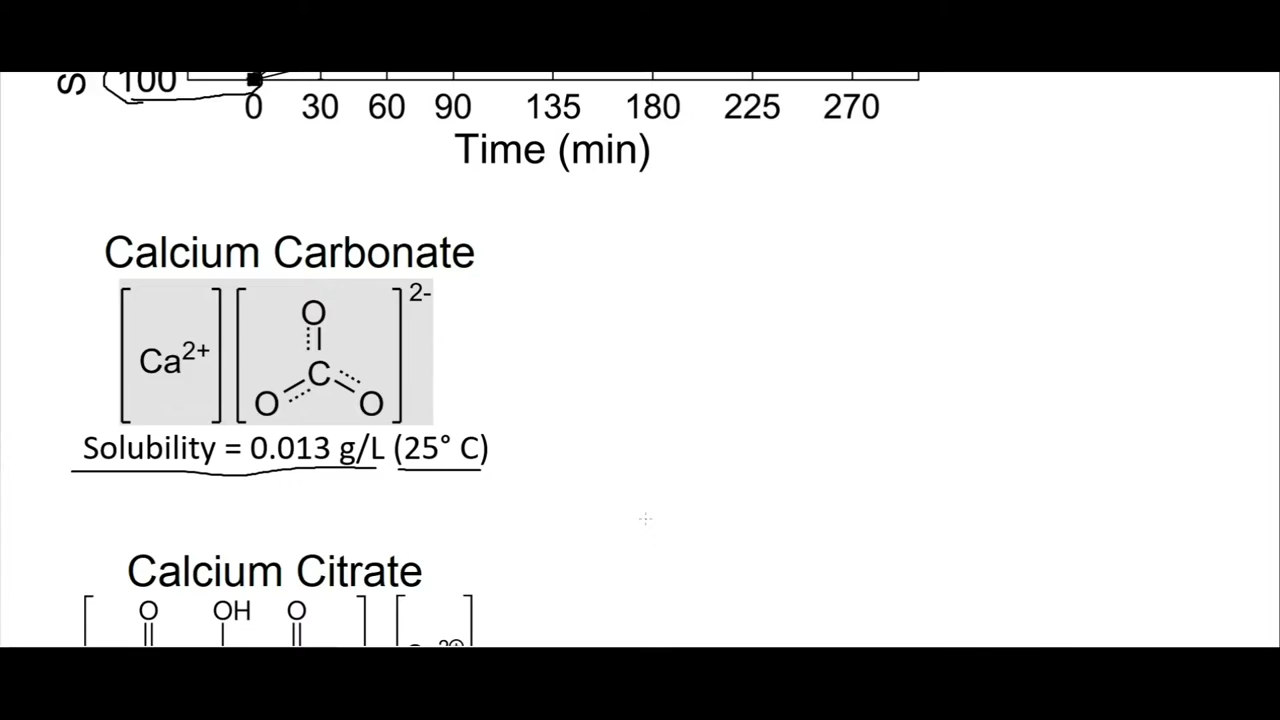 S
100
0 30 60 90 135 180 225 270
Time (min)
Calcium Carbonate
2-
O
Ca2+
C
O O
Solubility = 0.013 g/L (25° C)
Calcium Citrate
O OH O